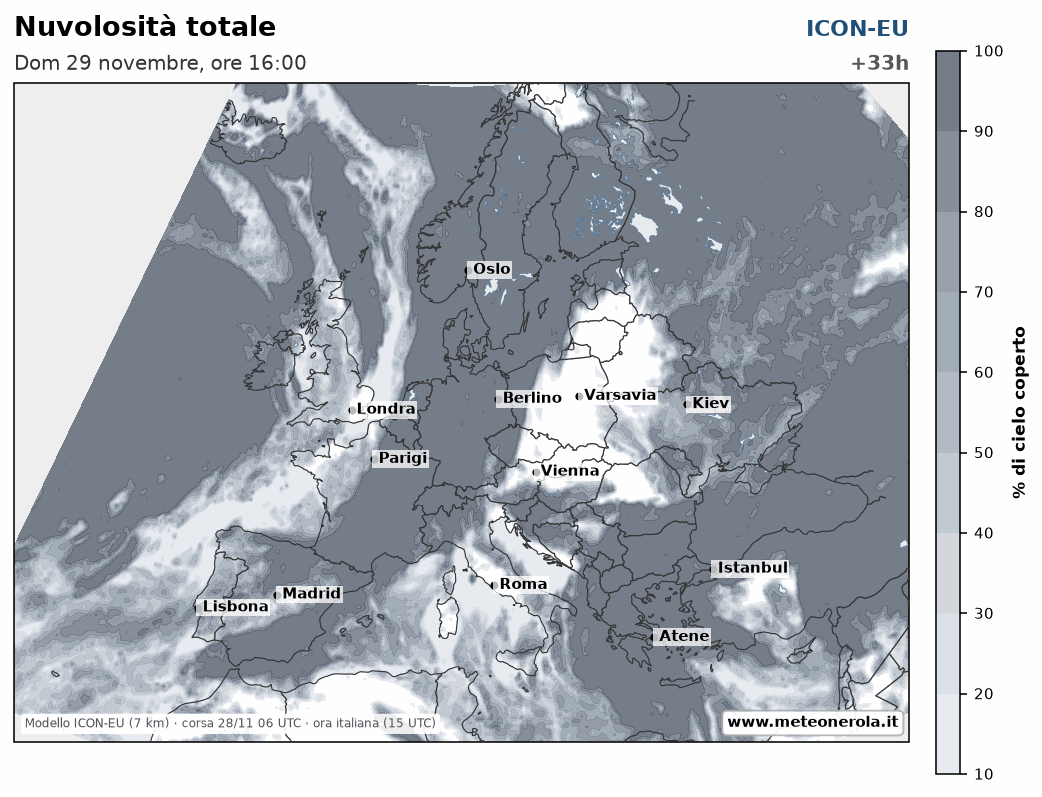 Nuvolosità totale
ICON-EU
Dom 29 novembre, ore 16:00
+33h
100
90
80
70
60
50
40
30
20
10
% di cielo coperto
Oslo
Berlino
Varsavia
Kiev
Londra
Parigi
Vienna
Istanbul
Roma
Madrid
Lisbona
Atene
Modello ICON-EU (7 km) · corsa 28/11 06 UTC · ora italiana (15 UTC)
www.meteonerola.it